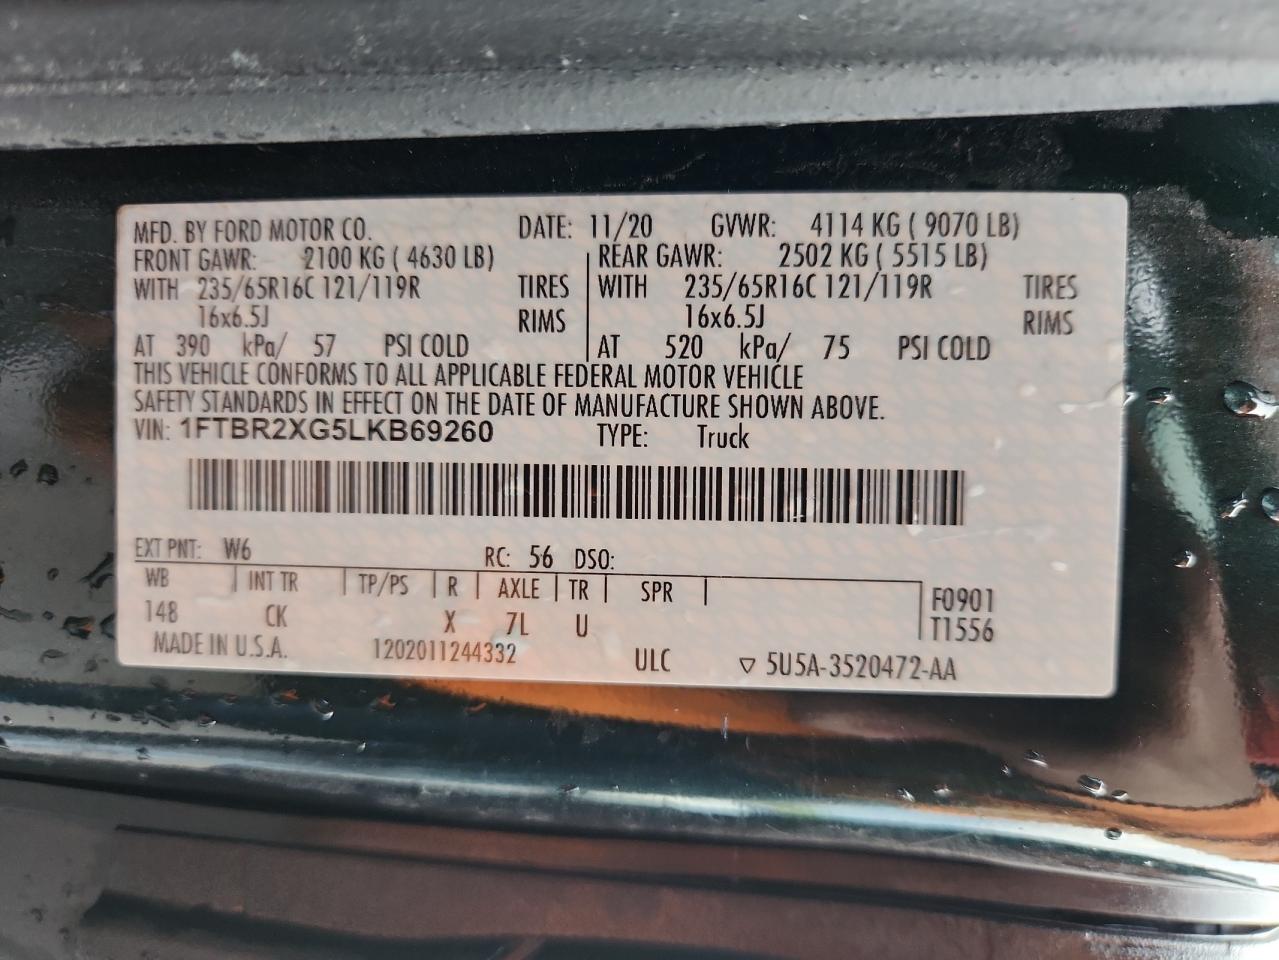 MFD. BY FORD MOTOR CO. DATE: 11/20 GVWR: 4114 KG ( 9070 LB)
FRONT GAWR: 2100 KG ( 4630 LB) REAR GAWR: 2502 KG ( 5515 LB)
WITH 235/65R16C 121/119R TIRES WITH 235/65R16C 121/119R TIRES
16x6.5J RIMS 16x6.5J RIMS
AT 390 kPa/ 57 PSI COLD AT 520 kPa/ 75 PSI COLD
THIS VEHICLE CONFORMS TO ALL APPLICABLE FEDERAL MOTOR VEHICLE
SAFETY STANDARDS IN EFFECT ON THE DATE OF MANUFACTURE SHOWN ABOVE.
VIN: 1FTBR2XG5LKB69260 TYPE: Truck
EXT PNT: W6 RC: 56 DSO:
WB INT TR TP/PS R AXLE TR SPR F0901
148 CK X 7L U T1556
MADE IN U.S.A. 1202011244332 ULC ▽ 5U5A-3520472-AA